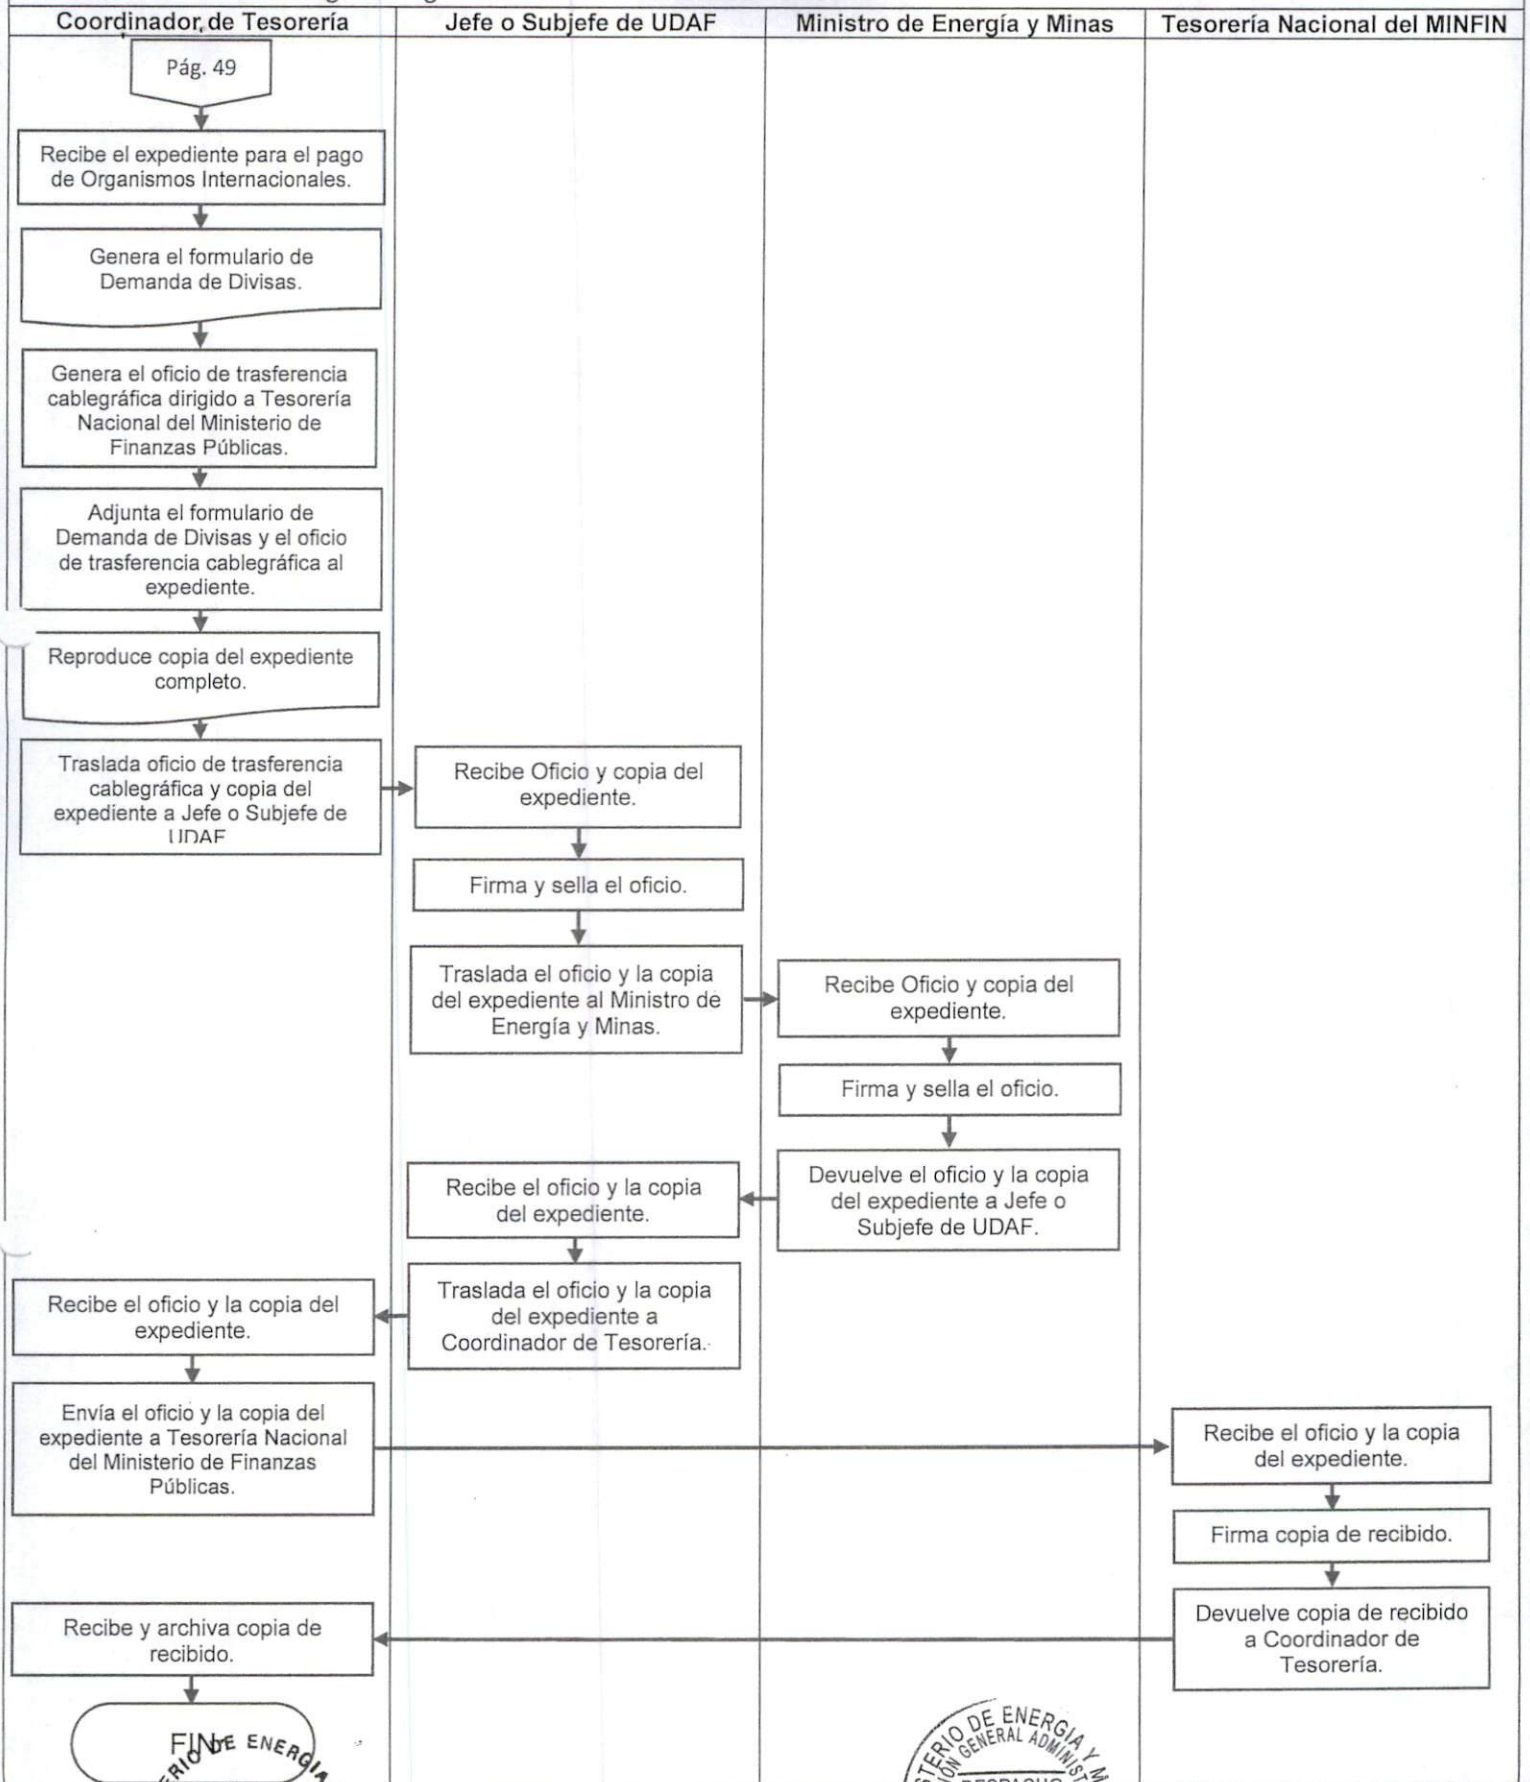 Coordinador de Tesorería
Jefe o Subjefe de UDAF
Ministro de Energía y Minas
Tesorería Nacional del MINFIN
Pág. 49
Recibe el expediente para el pago
de Organismos Internacionales.
Genera el formulario de
Demanda de Divisas.
Genera el oficio de trasferencia
cablegráfica dirigido a Tesorería
Nacional del Ministerio de
Finanzas Públicas.
Adjunta el formulario de
Demanda de Divisas y el oficio
de trasferencia cablegráfica al
expediente.
Reproduce copia del expediente
completo.
Traslada oficio de trasferencia
cablegráfica y copia del
expediente a Jefe o Subjefe de
UDAF
Recibe Oficio y copia del
expediente.
Firma y sella el oficio.
Traslada el oficio y la copia
del expediente al Ministro de
Energía y Minas.
Recibe Oficio y copia del
expediente.
Firma y sella el oficio.
Devuelve el oficio y la copia
del expediente a Jefe o
Subjefe de UDAF.
Recibe el oficio y la copia
del expediente.
Traslada el oficio y la copia
del expediente a
Coordinador de Tesorería.
Recibe el oficio y la copia del
expediente.
Envía el oficio y la copia del
expediente a Tesorería Nacional
del Ministerio de Finanzas
Públicas.
Recibe el oficio y la copia
del expediente.
Firma copia de recibido.
Devuelve copia de recibido
a Coordinador de
Tesorería.
Recibe y archiva copia de
recibido.
FIN
DE ENERGIA
DE ENERGIA Y
GENERAL